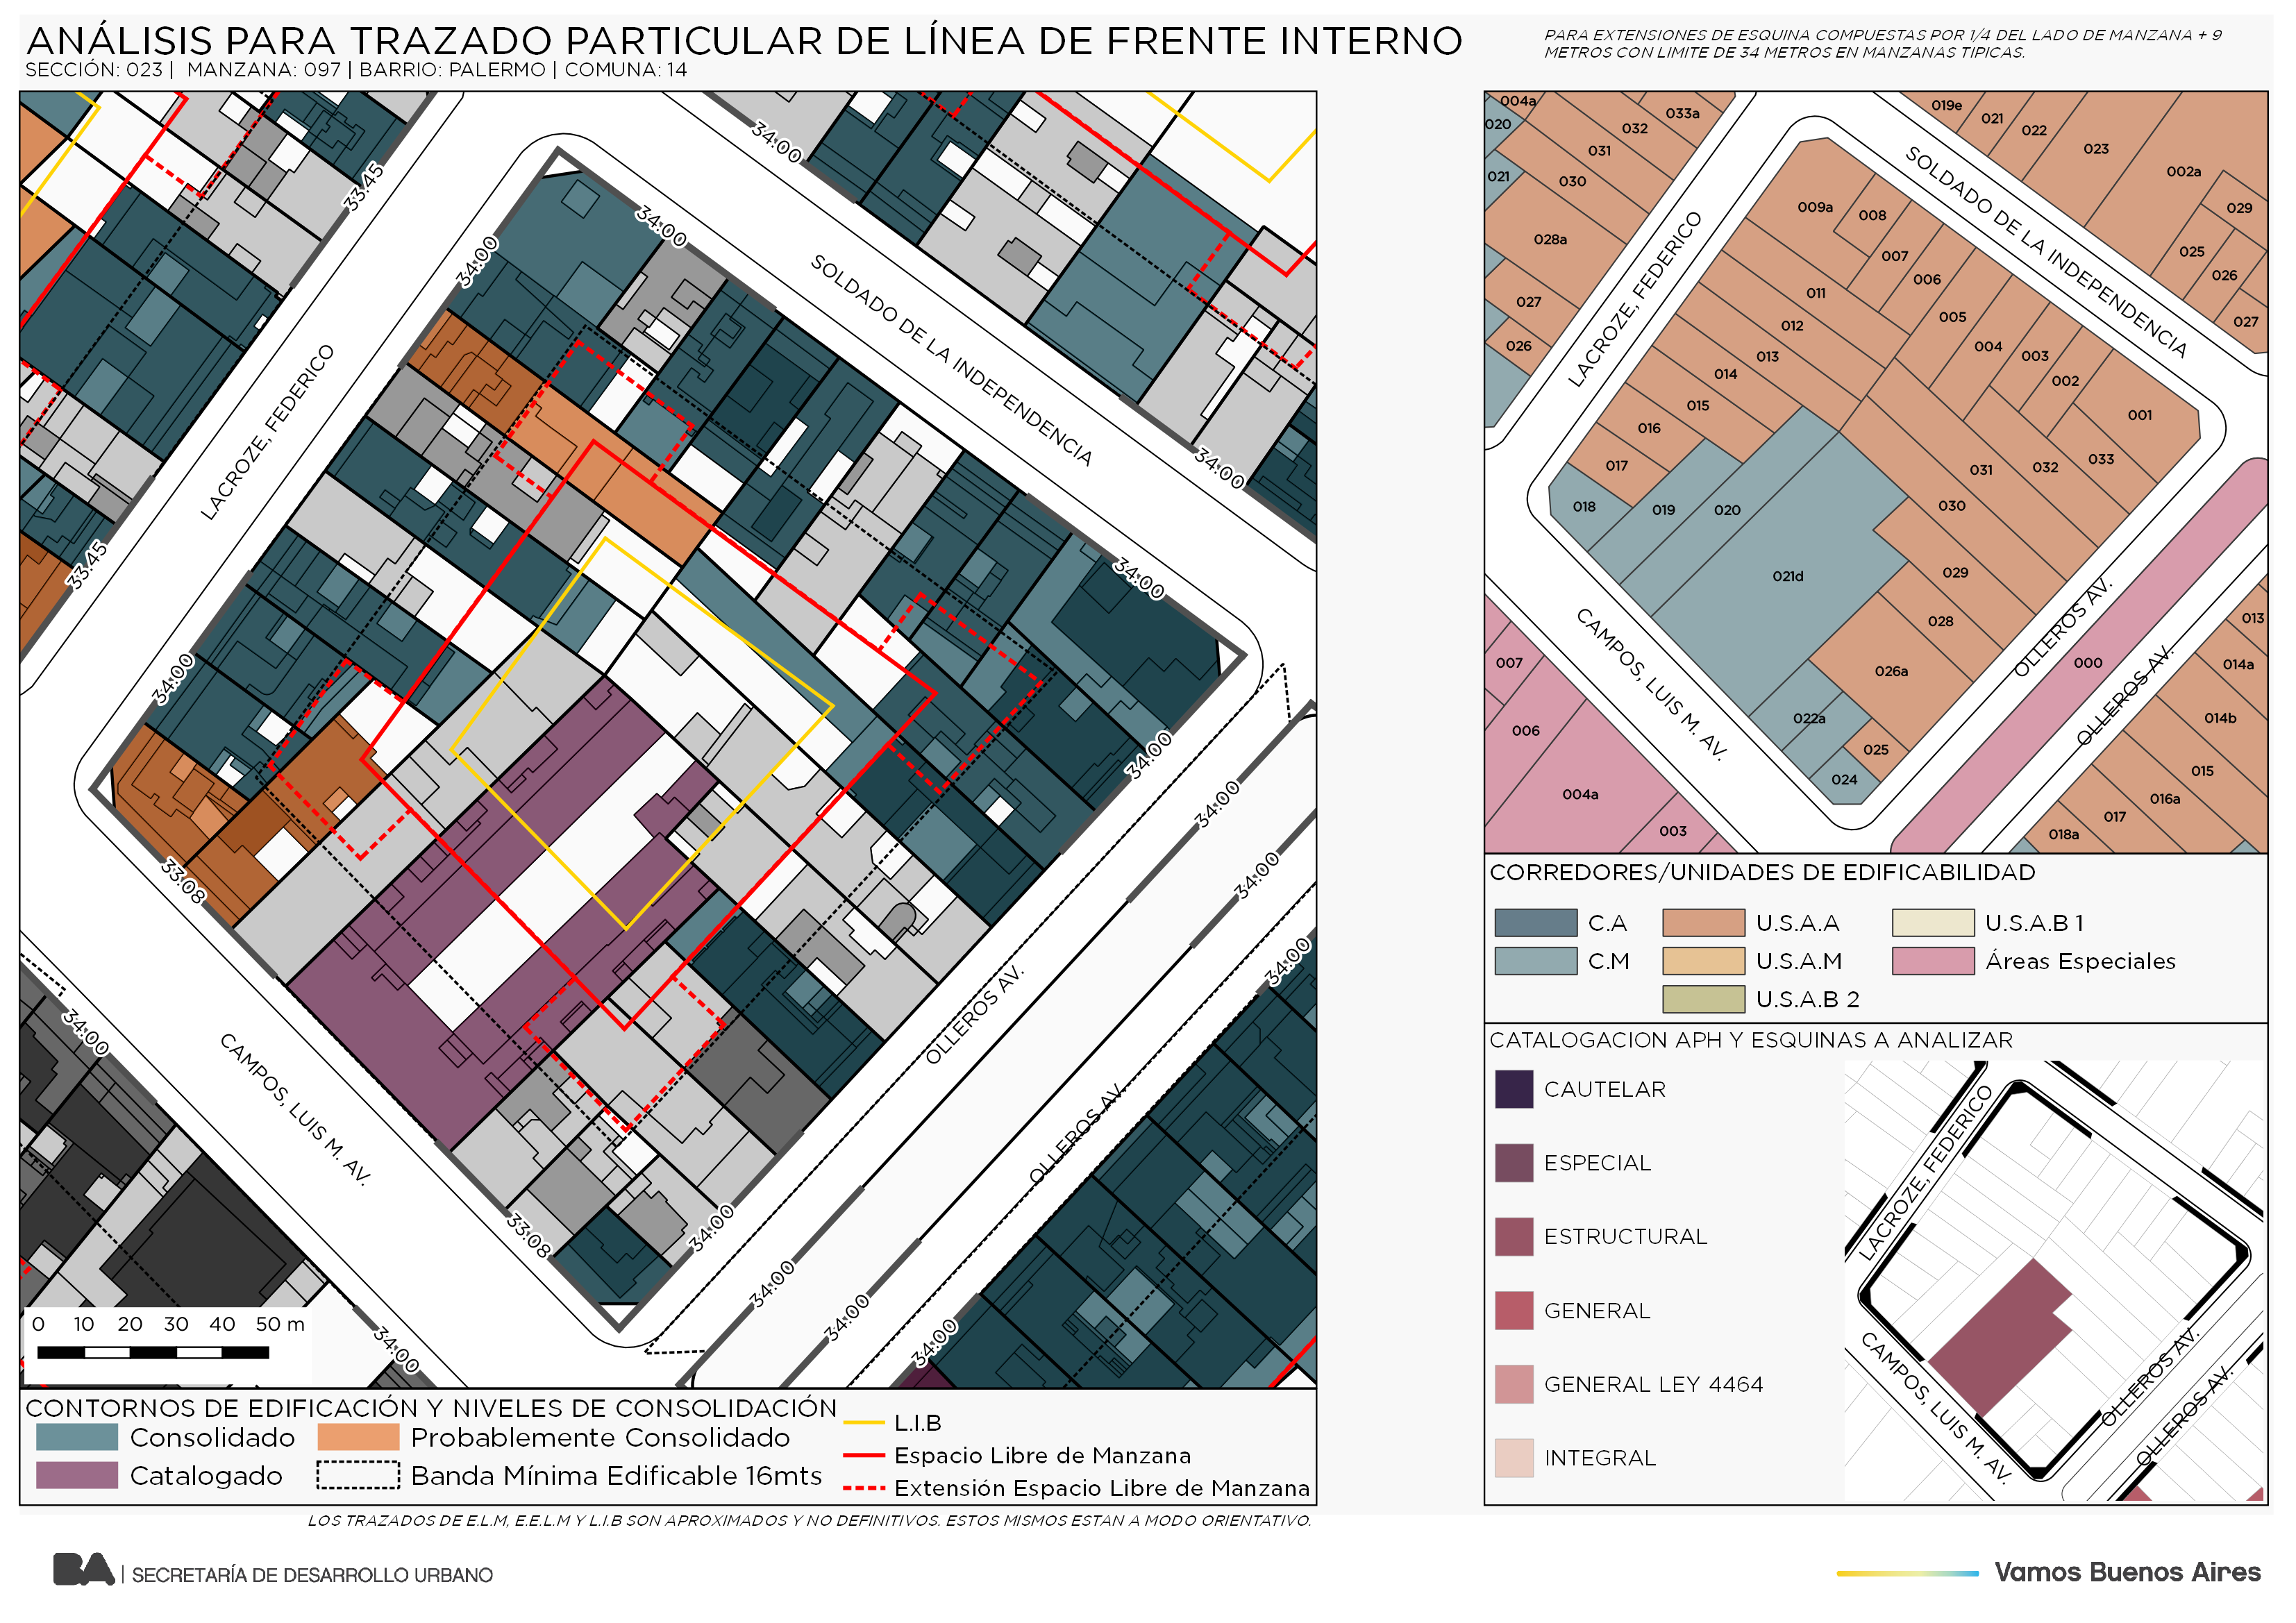 ANÁLISIS PARA TRAZADO PARTICULAR DE LÍNEA DE FRENTE INTERNO
SECCIÓN: 023 | MANZANA: 097 | BARRIO: PALERMO | COMUNA: 14
PARA EXTENSIONES DE ESQUINA COMPUESTAS POR 1/4 DEL LADO DE MANZANA + 9
METROS CON LIMITE DE 34 METROS EN MANZANAS TIPICAS.
34:00
33.45
34:00
34:00
SOLDADO DE LA INDEPENDENCIA
LACROZE, FEDERICO
34:00
33.45
34:00
34:00
34:00
34:00
33:08
34:00
34:00
OLLEROS AV.
34:00
CAMPOS, LUIS M. AV.
OLLEROS AV.
33:08
34:00
34:00
34:00
34:00
34:00
0 10 20 30 40 50 m
CONTORNOS DE EDIFICACIÓN Y NIVELES DE CONSOLIDACIÓN
Consolidado
Probablemente Consolidado
Catalogado
Banda Mínima Edificable 16mts
L.I.B
Espacio Libre de Manzana
Extensión Espacio Libre de Manzana
LOS TRAZADOS DE E.L.M, E.E.L.M Y L.I.B SON APROXIMADOS Y NO DEFINITIVOS. ESTOS MISMOS ESTAN A MODO ORIENTATIVO.
004a
033a
019e
020
032
021
022
031
023
021
030
002a
SOLDADO DE LA INDEPENDENCIA
009a
008
029
028a
LACROZE, FEDERICO
007
025
006
026
027
011
005
027
026
012
004
003
013
002
014
001
015
016
017
031
032
033
018
019
020
030
021d
029
028
OLLEROS AV.
013
CAMPOS, LUIS M. AV.
007
000
014a
026a
OLLEROS AV.
006
022a
014b
025
024
015
004a
016a
003
017
018a
CORREDORES/UNIDADES DE EDIFICABILIDAD
C.A
U.S.A.A
U.S.A.B 1
C.M
U.S.A.M
Áreas Especiales
U.S.A.B 2
CATALOGACION APH Y ESQUINAS A ANALIZAR
CAUTELAR
ESPECIAL
ESTRUCTURAL
GENERAL
GENERAL LEY 4464
INTEGRAL
LACROZE, FEDERICO
CAMPOS, LUIS M. AV.
OLLEROS AV.
OLLEROS AV.
BA | SECRETARÍA DE DESARROLLO URBANO
Vamos Buenos Aires